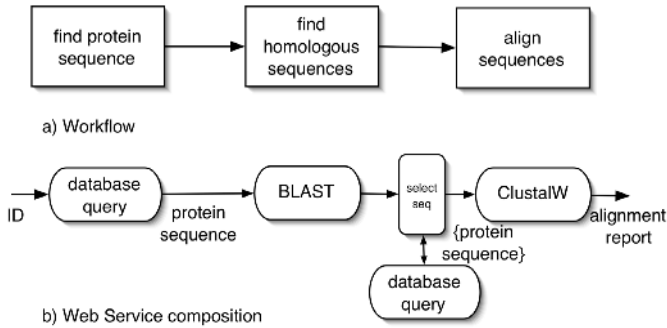 find protein
sequence
find
homologous
sequences
align
sequences
a) Workflow
ID
database
query
protein
sequence
BLAST
select
seq
{protein
sequence}
database
query
ClustalW
alignment
report
b) Web Service composition